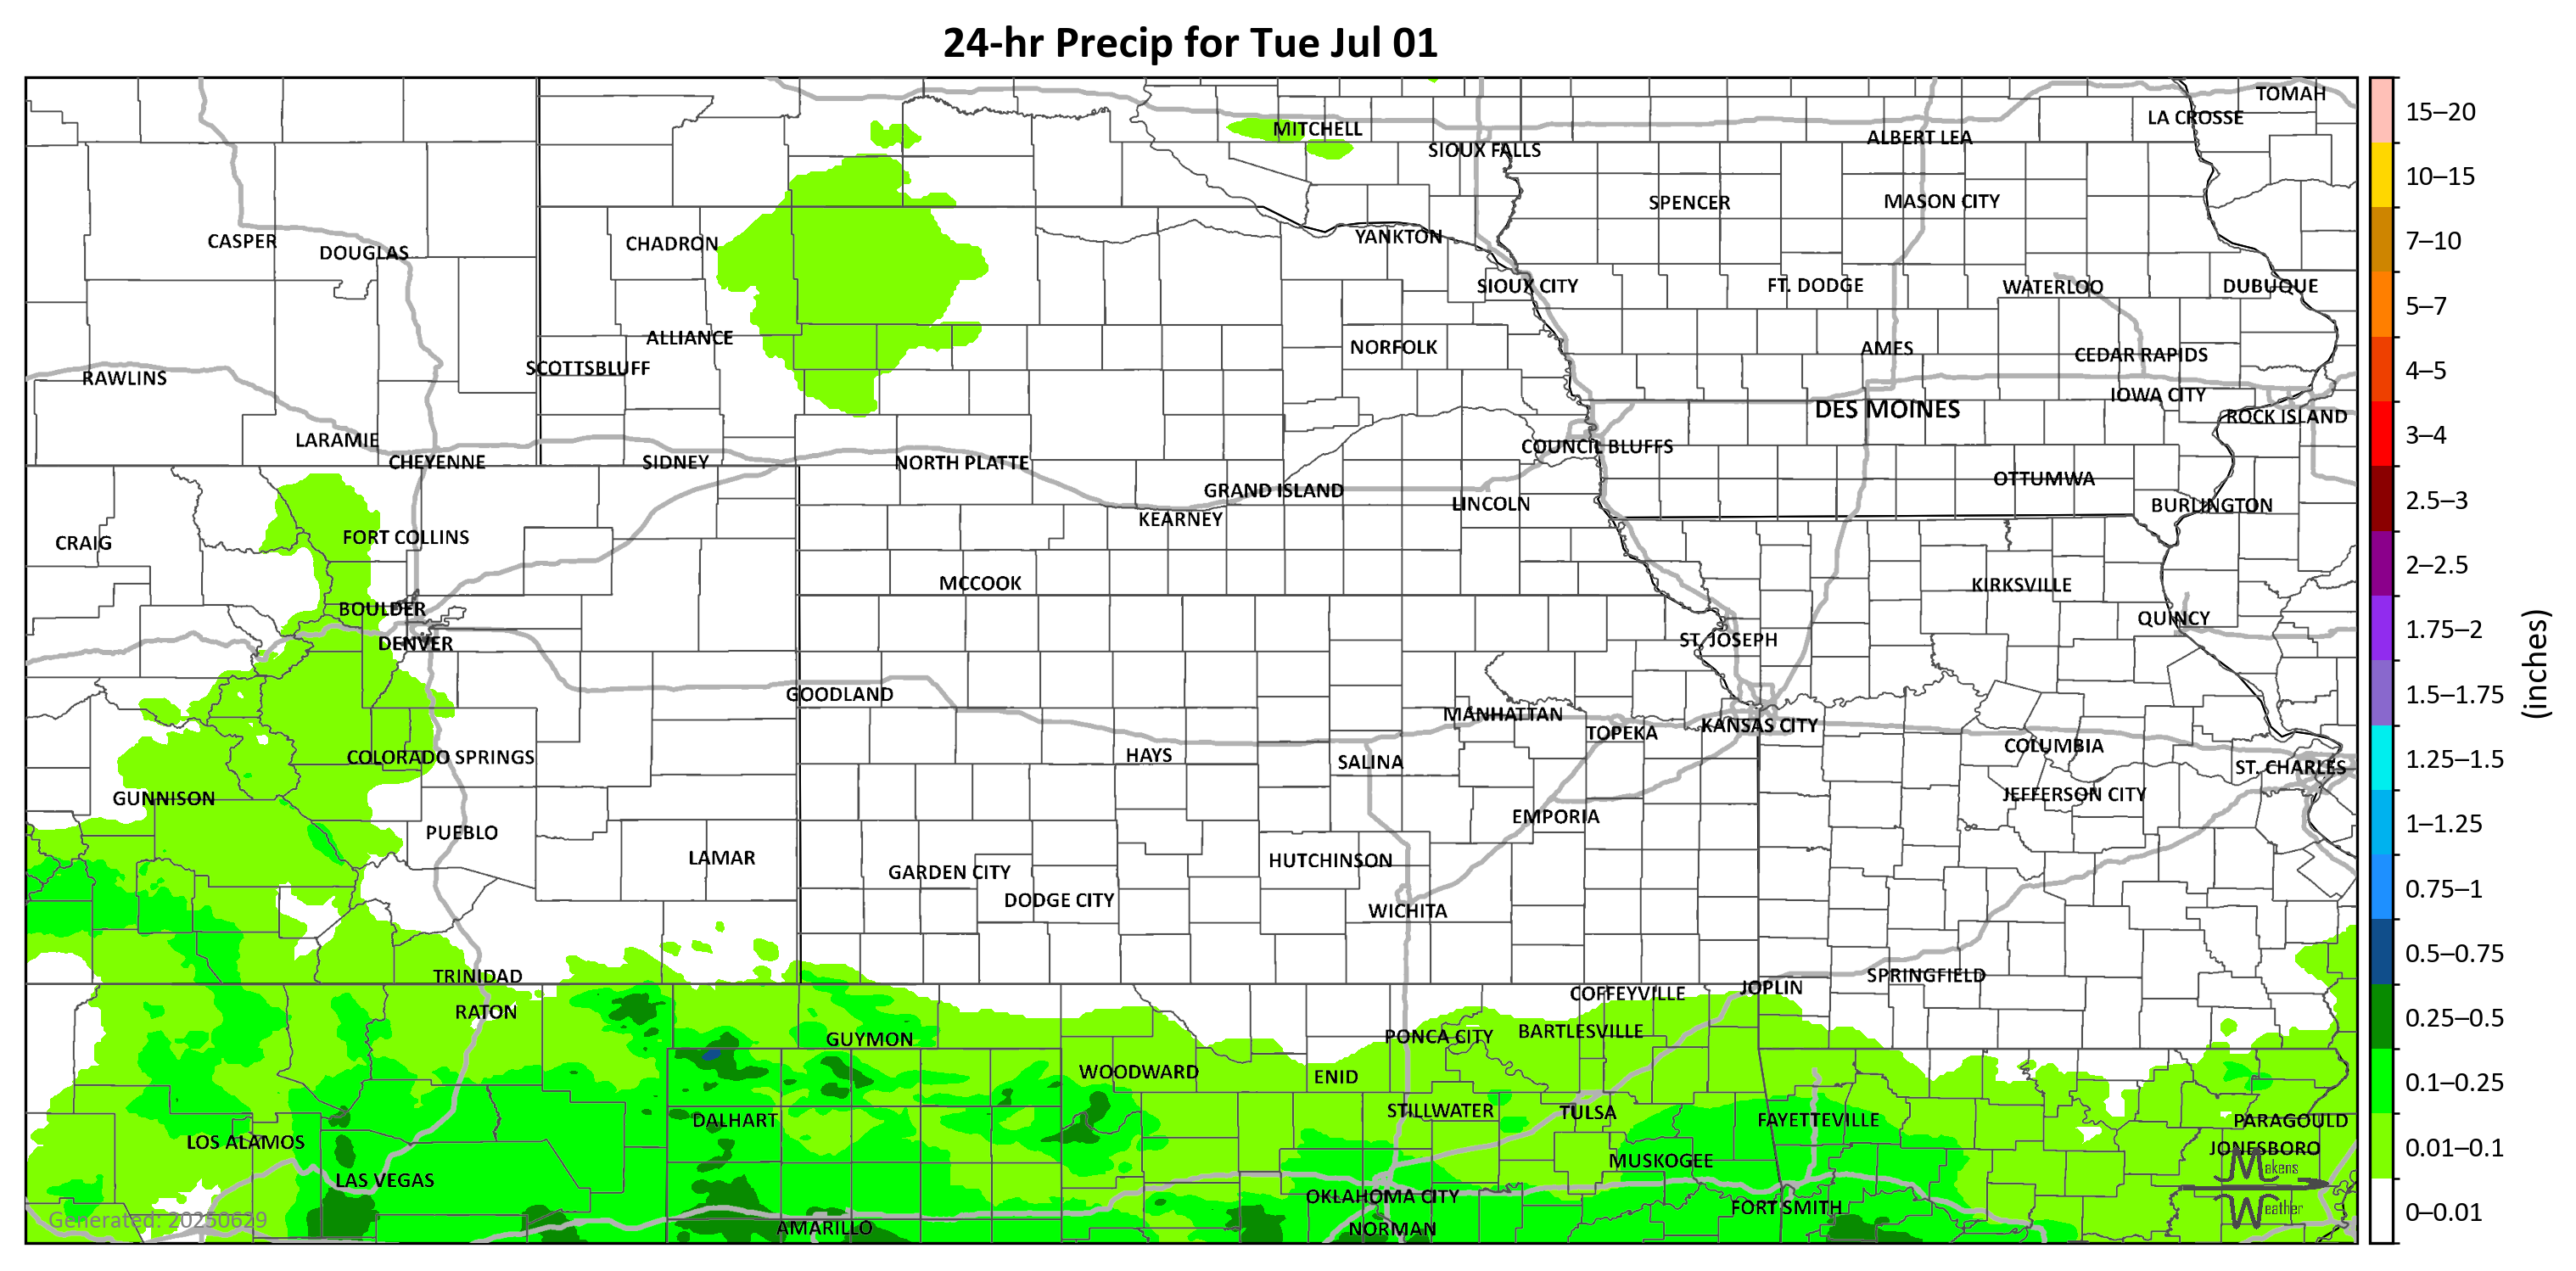 24-hr Precip for Tue Jul 01
TOMAH
LA CROSSE
MITCHELL
ALBERT LEA
SIOUX FALLS
SPENCER
MASON CITY
YANKTON
CASPER
CHADRON
DOUGLAS
SIOUX CITY
FT. DODGE
WATERLOO
DUBUQUE
ALLIANCE
NORFOLK
AMES
CEDAR RAPIDS
SCOTTSBLUFF
RAWLINS
IOWA CITY
DES MOINES
ROCK ISLAND
LARAMIE
COUNCIL BLUFFS
CHEYENNE
SIDNEY
NORTH PLATTE
OTTUMWA
GRAND ISLAND
LINCOLN
BURLINGTON
KEARNEY
FORT COLLINS
CRAIG
MCCOOK
KIRKSVILLE
BOULDER
QUINCY
DENVER
ST. JOSEPH
GOODLAND
MANHATTAN
KANSAS CITY
TOPEKA
COLUMBIA
COLORADO SPRINGS
HAYS
SALINA
ST. CHARLES
GUNNISON
JEFFERSON CITY
EMPORIA
PUEBLO
LAMAR
HUTCHINSON
GARDEN CITY
DODGE CITY
WICHITA
TRINIDAD
SPRINGFIELD
JOPLIN
COFFEYVILLE
RATON
BARTLESVILLE
PONCA CITY
GUYMON
WOODWARD
ENID
STILLWATER
TULSA
DALHART
FAYETTEVILLE
PARAGOULD
LOS ALAMOS
JONESBORO
MUSKOGEE
LAS VEGAS
OKLAHOMA CITY
FORT SMITH
AMARILLO
NORMAN
Generated: 20250629
Makens
Weather
15–20
10–15
7–10
5–7
4–5
3–4
2.5–3
2–2.5
1.75–2
1.5–1.75
1.25–1.5
1–1.25
0.75–1
0.5–0.75
0.25–0.5
0.1–0.25
0.01–0.1
0–0.01
(inches)